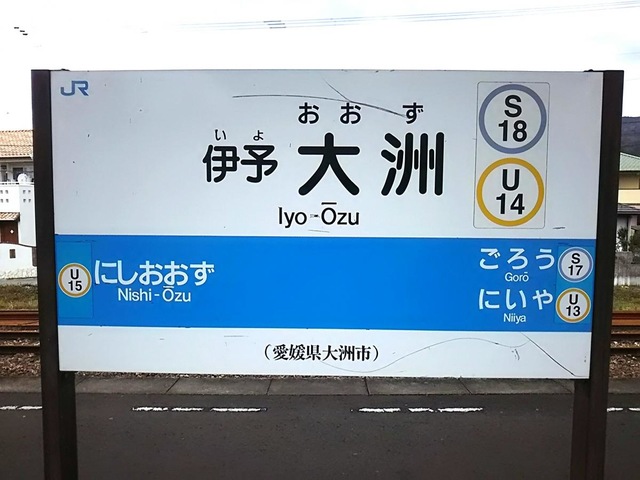 JR
おおず
いよ
伊予 大洲
Iyo-Ōzu
S
18
U
14
U
15
にしおおず
Nishi-Ōzu
ごろう
Gorō
S
17
にいや
Niiya
U
13
(愛媛県大洲市)